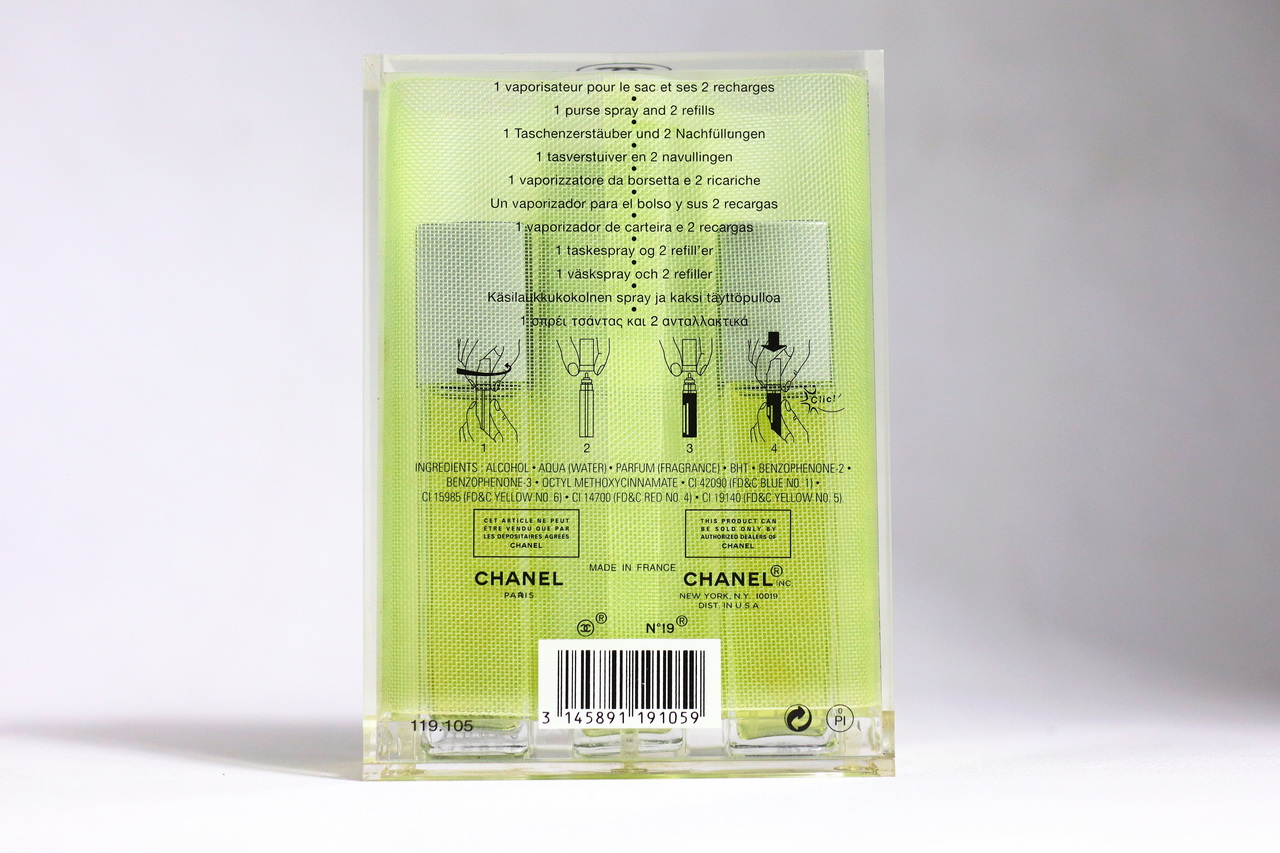 1 vaporisateur pour le sac et ses 2 recharges
•
1 purse spray and 2 refills
•
1 Taschenzerstäuber und 2 Nachfüllungen
•
1 tasverstuiver en 2 navullingen
•
1 vaporizzatore da borsetta e 2 ricariche
•
Un vaporizador para el bolso y sus 2 recargas
•
1 vaporizador de carteira e 2 recargas
•
1 taskespray og 2 refill'er
•
1 väskspray och 2 refiller
•
Käsilaukkukokolnen spray ja kaksi täyttöpulloa
•
1 σπρέι τσάντας και 2 ανταλλακτικά
Clic!
1 2 3 4
INGREDIENTS : ALCOHOL • AQUA (WATER) • PARFUM (FRAGRANCE) • BHT • BENZOPHENONE-2 •
BENZOPHENONE-3 • OCTYL METHOXYCINNAMATE • CI 42090 (FD&C BLUE NO. 1) •
CI 15985 (FD&C YELLOW NO. 6) • CI 14700 (FD&C RED NO. 4) • CI 19140 (FD&C YELLOW NO. 5)
CET ARTICLE NE PEUT
ÊTRE VENDU QUE PAR
LES DÉPOSITAIRES AGRÉÉS
CHANEL
THIS PRODUCT CAN
BE SOLD ONLY BY
AUTHORIZED DEALERS OF
CHANEL
MADE IN FRANCE
CHANEL
PARIS
CHANEL® INC.
NEW YORK, N.Y. 10019
DIST. IN U.S.A.
® N°19®
3 145891 191059
119.105
0
PI